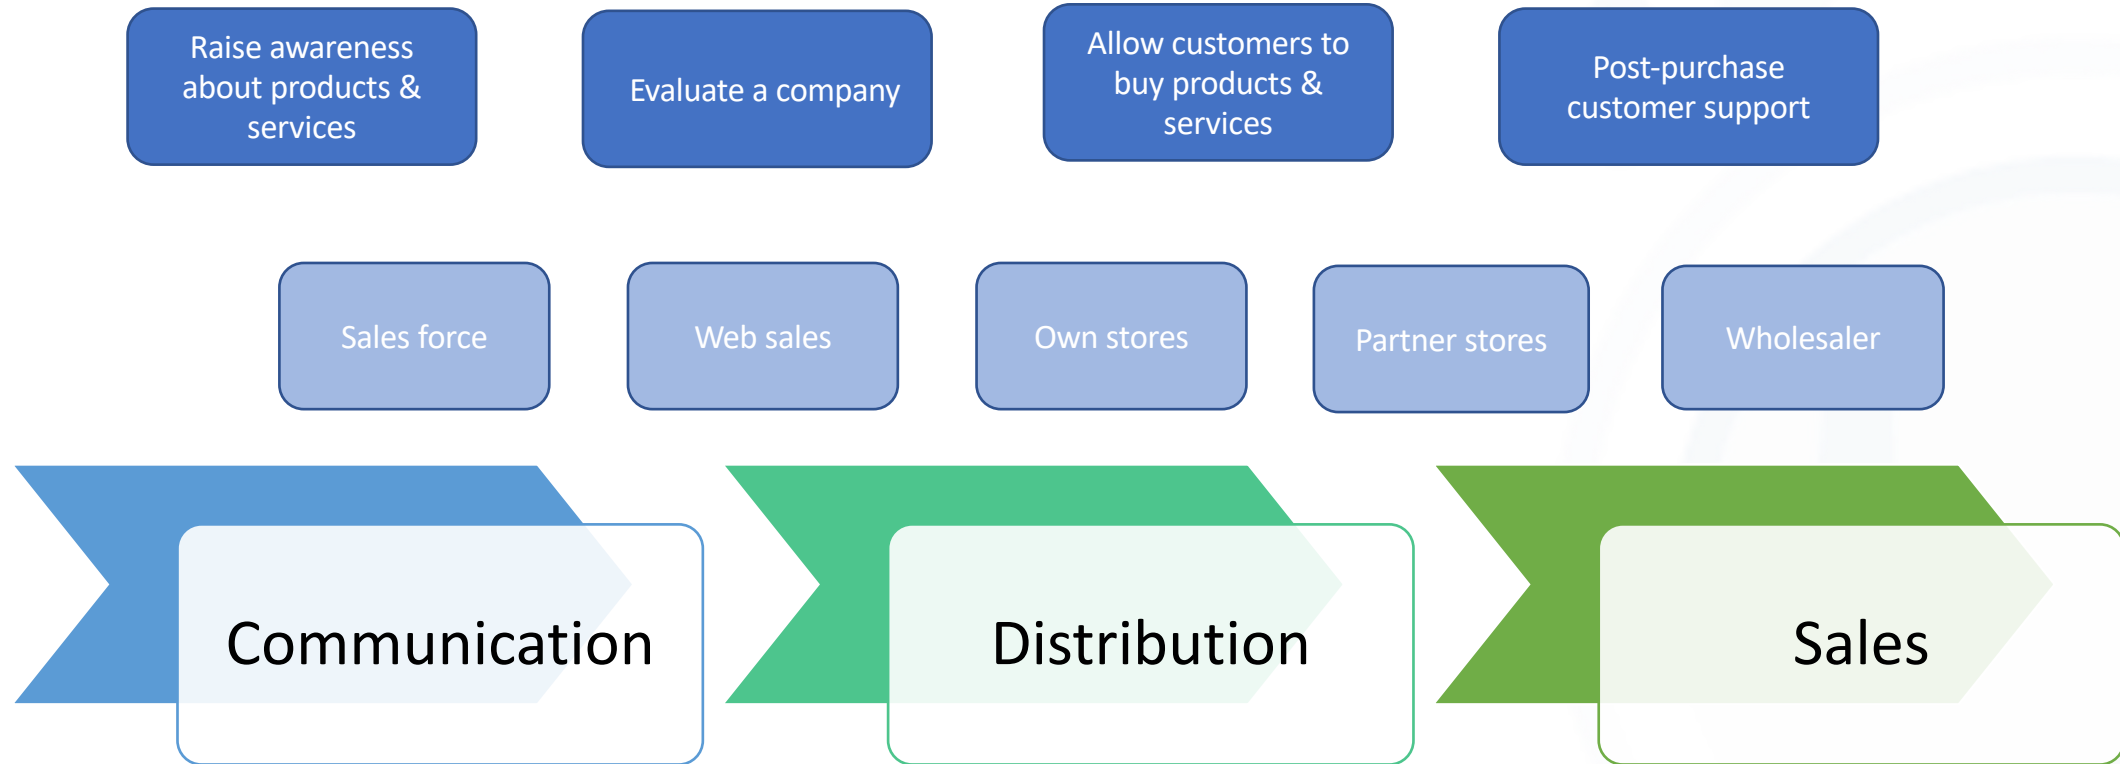 Raise awareness
about products &
services
Evaluate a company
Allow customers to
buy products &
services
Post-purchase
customer support
Sales force
Web sales
Own stores
Partner stores
Wholesaler
Communication
Distribution
Sales